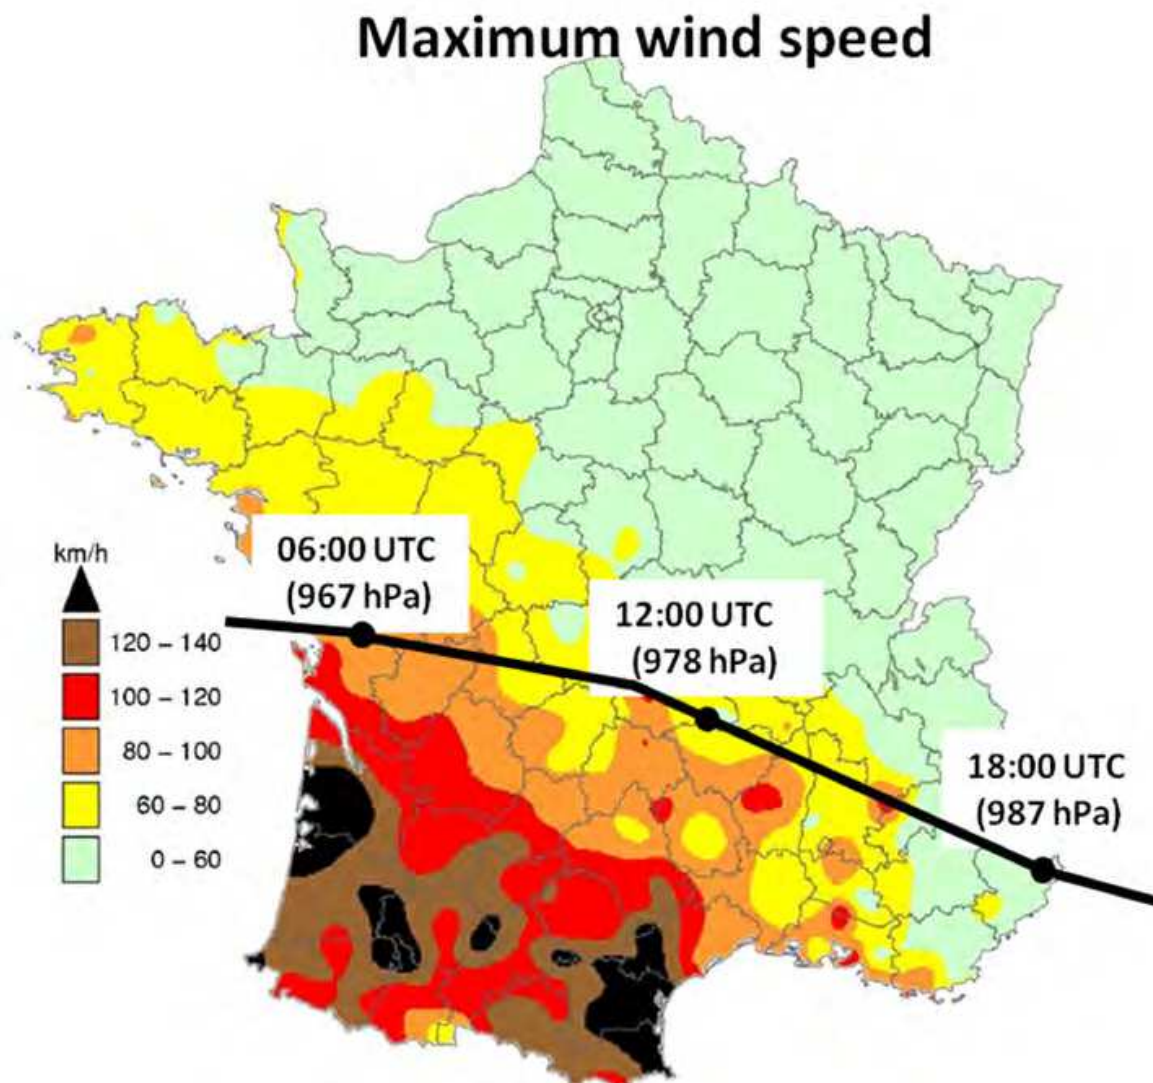 Maximum wind speed
06:00 UTC
(967 hPa)
km/h
120 – 140
100 – 120
80 – 100
60 – 80
0 – 60
12:00 UTC
(978 hPa)
18:00 UTC
(987 hPa)